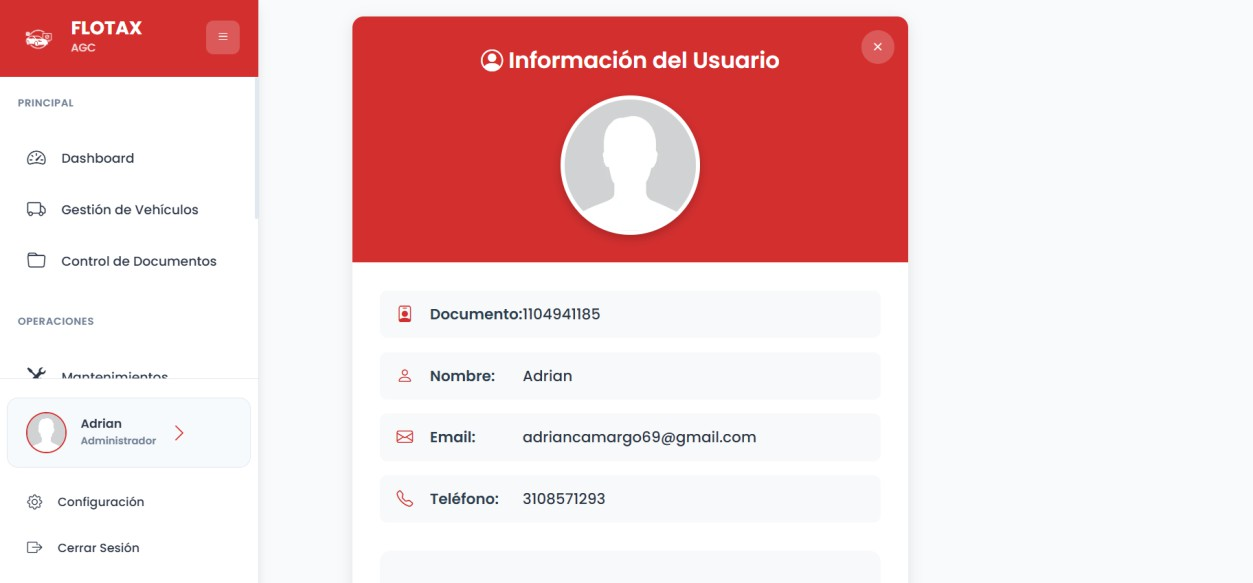 FLOTAX
AGC
PRINCIPAL
Dashboard
Gestión de Vehículos
Control de Documentos
OPERACIONES
Mantenimientos
Adrian
Administrador
Configuración
Cerrar Sesión
Información del Usuario
Documento:1104941185
Nombre: Adrian
Email: adriancamargo69@gmail.com
Teléfono: 3108571293